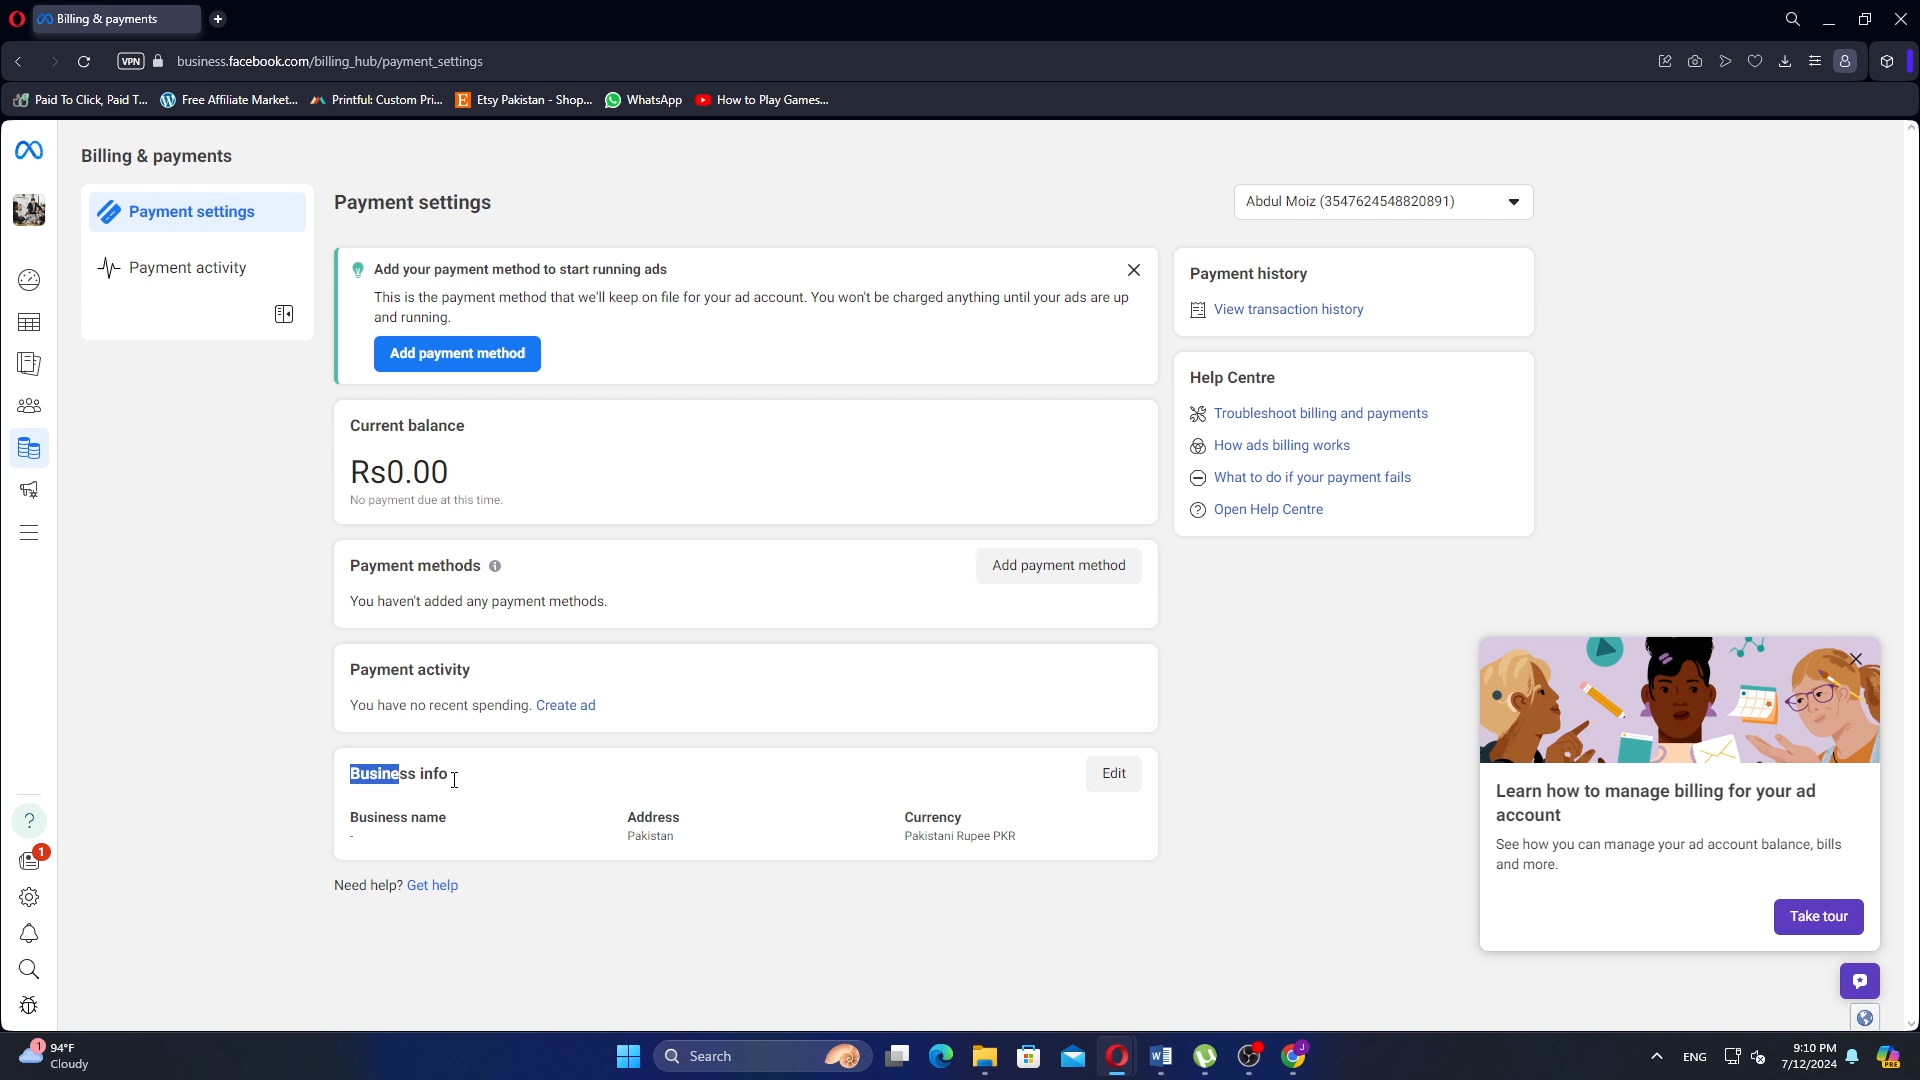 Billing & payments
VPN
business.facebook.com/billing_hub/payment_settings
Paid To Click, Paid T...
Free Affiliate Market...
Printful: Custom Pri...
Etsy Pakistan - Shop...
WhatsApp
How to Play Games...
Billing & payments
Payment settings
Payment activity
Payment settings
Abdul Moiz (3547624548820891)
Add your payment method to start running ads
This is the payment method that we'll keep on file for your ad account. You won't be charged anything until your ads are up
and running.
Add payment method
Current balance
Rs0.00
No payment due at this time.
Payment methods
Add payment method
You haven't added any payment methods.
Payment activity
You have no recent spending. Create ad
Business info
Edit
Business name
-
Address
Pakistan
Currency
Pakistani Rupee PKR
Need help? Get help
Payment history
View transaction history
Help Centre
Troubleshoot billing and payments
How ads billing works
What to do if your payment fails
Open Help Centre
Learn how to manage billing for your ad
account
See how you can manage your ad account balance, bills
and more.
Take tour
1
1
94°F
Cloudy
Search
J
ENG
9:10 PM
7/12/2024
PRE